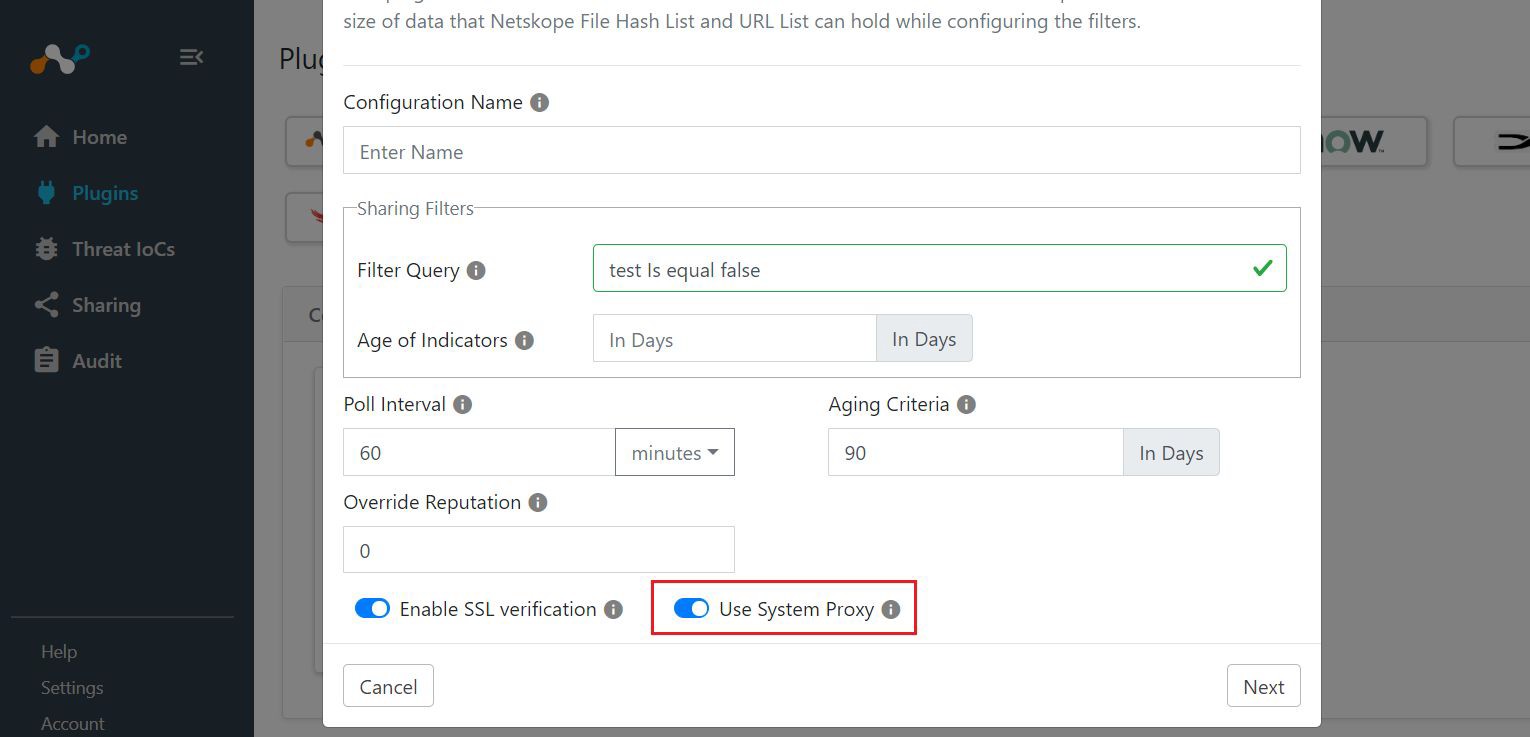 size of data that Netskope File Hash List and URL List can hold while configuring the filters.
Home
Plugins
Threat IoCs
Sharing
Audit
Help
Settings
Account
Configuration Name
Enter Name
Sharing Filters
Filter Query
test Is equal false
Age of Indicators
In Days In Days
Poll Interval Aging Criteria
60 minutes 90 In Days
Override Reputation
0
Enable SSL verification Use System Proxy
Cancel Next